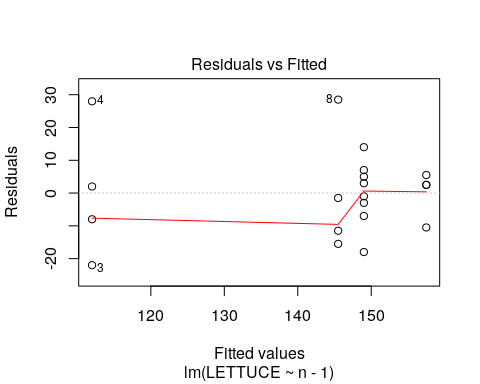 Residuals vs Fitted
Residuals
30
20
10
0
-20
4
8
3
120 130 140 150
Fitted values
lm(LETTUCE ~ n - 1)